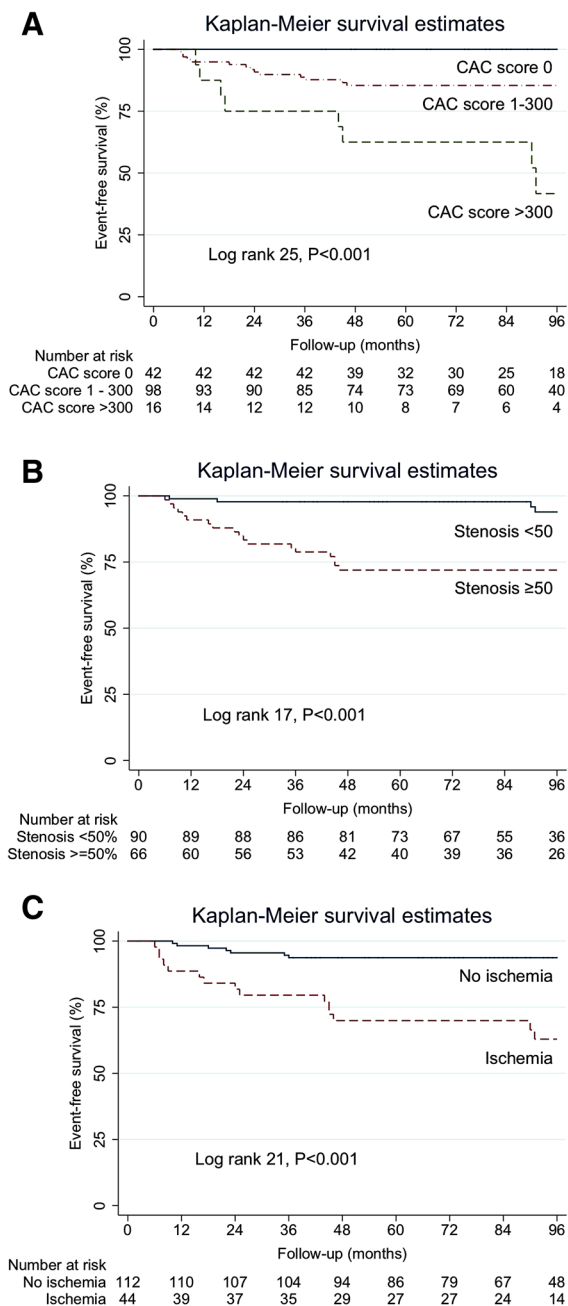 A
Kaplan-Meier survival estimates
Event-free survival (%)
100
75
50
25
0
CAC score 0
CAC score 1-300
CAC score >300
Log rank 25, P<0.001
0 12 24 36 48 60 72 84 96
Follow-up (months)
Number at risk
CAC score 0 42 42 42 42 39 32 30 25 18
CAC score 1 - 300 98 93 90 85 74 73 69 60 40
CAC score >300 16 14 12 12 10 8 7 6 4
B
Kaplan-Meier survival estimates
Event-free survival (%)
100
75
50
25
0
Stenosis <50
Stenosis ≥50
Log rank 17, P<0.001
0 12 24 36 48 60 72 84 96
Follow-up (months)
Number at risk
Stenosis <50% 90 89 88 86 81 73 67 55 36
Stenosis >=50% 66 60 56 53 42 40 39 36 26
C
Kaplan-Meier survival estimates
Event-free survival (%)
100
75
50
25
0
No ischemia
Ischemia
Log rank 21, P<0.001
0 12 24 36 48 60 72 84 96
Follow-up (months)
Number at risk
No ischemia 112 110 107 104 94 86 79 67 48
Ischemia 44 39 37 35 29 27 27 24 14